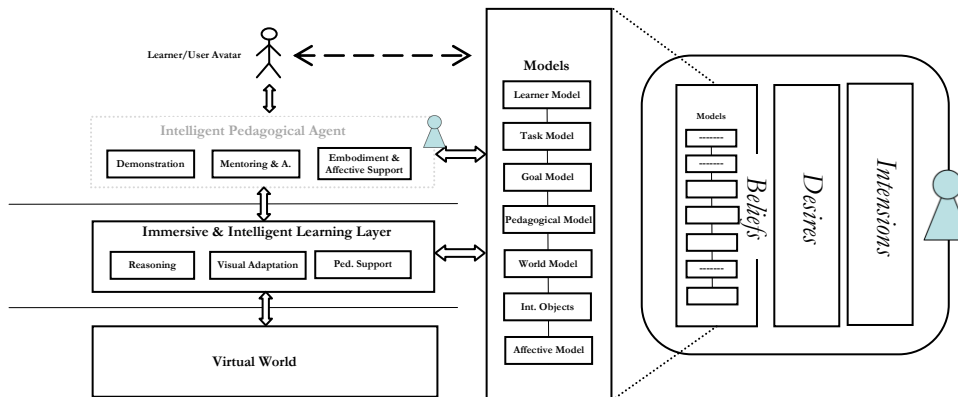 Learner/User Avatar
Intelligent Pedagogical Agent
Demonstration
Mentoring & A.
Embodiment &
Affective Support
Immersive & Intelligent Learning Layer
Reasoning
Visual Adaptation
Ped. Support
Virtual World
Models
Learner Model
Task Model
Goal Model
Pedagogical Model
World Model
Int. Objects
Affective Model
Models
-------
-------
-------
Beliefs
Desires
Intensions